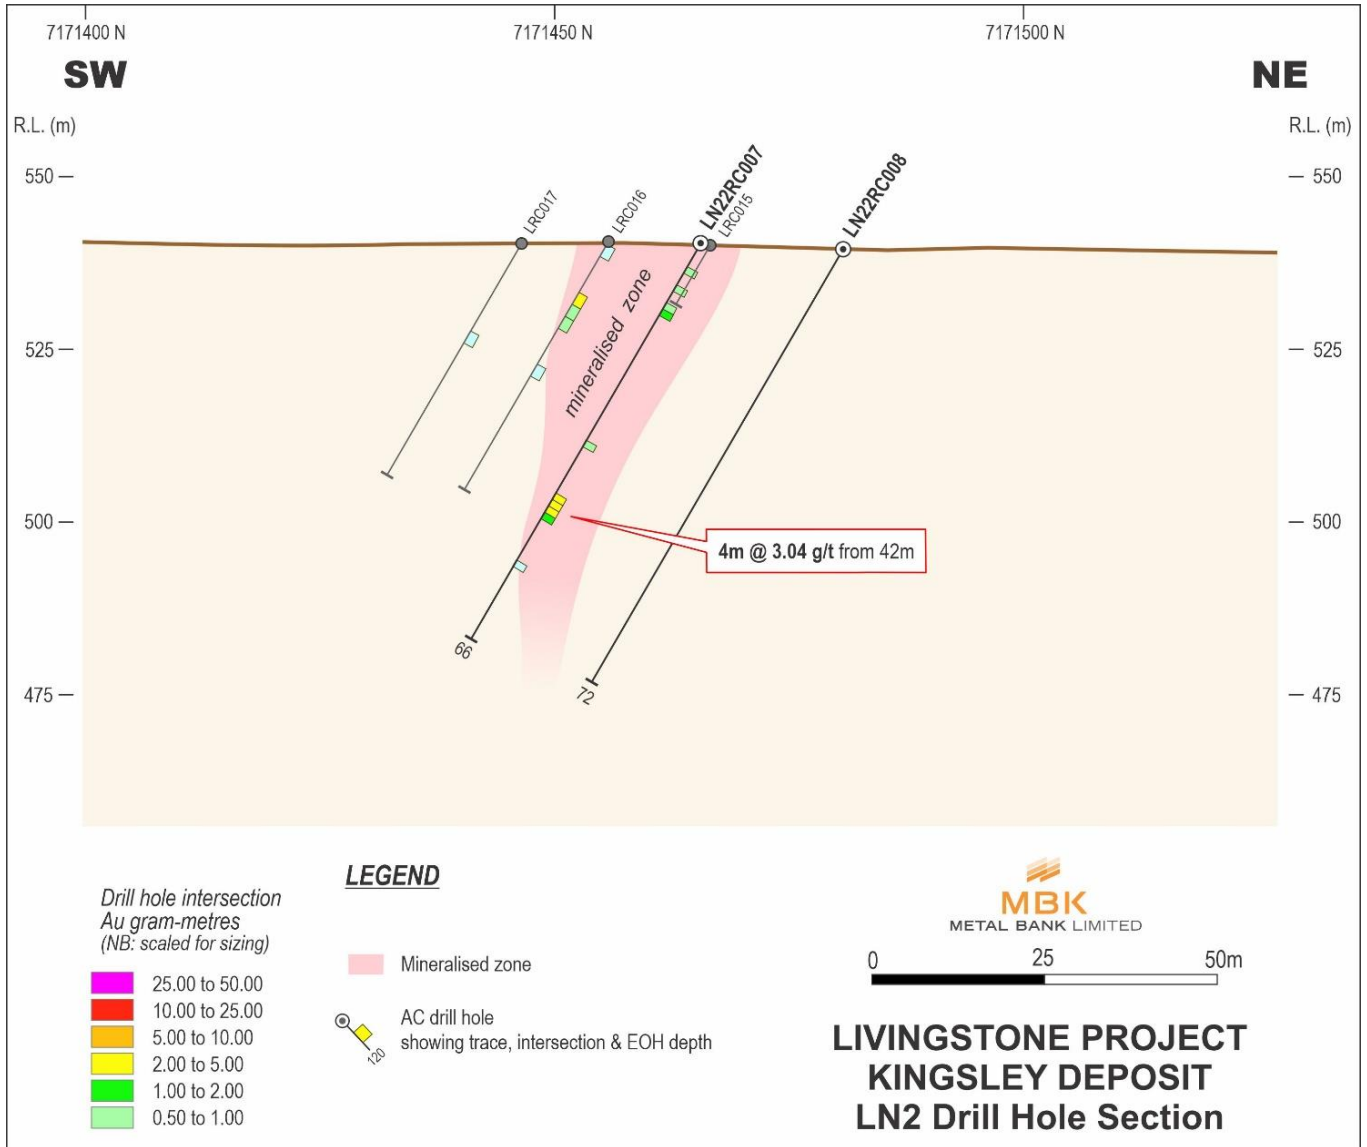 7171400 N
7171450 N
7171500 N
SW
NE
R.L. (m)
R.L. (m)
550
550
LRC017
LRC016
LN22RC007
LRC015
LN22RC008
mineralised zone
525
525
500
500
4m @ 3.04 g/t from 42m
66
72
475
475
LEGEND
Drill hole intersection
Au gram-metres
(NB: scaled for sizing)
25.00 to 50.00
10.00 to 25.00
5.00 to 10.00
2.00 to 5.00
1.00 to 2.00
0.50 to 1.00
Mineralised zone
AC drill hole
showing trace, intersection & EOH depth
120
MBK
METAL BANK LIMITED
0 25 50m
LIVINGSTONE PROJECT
KINGSLEY DEPOSIT
LN2 Drill Hole Section